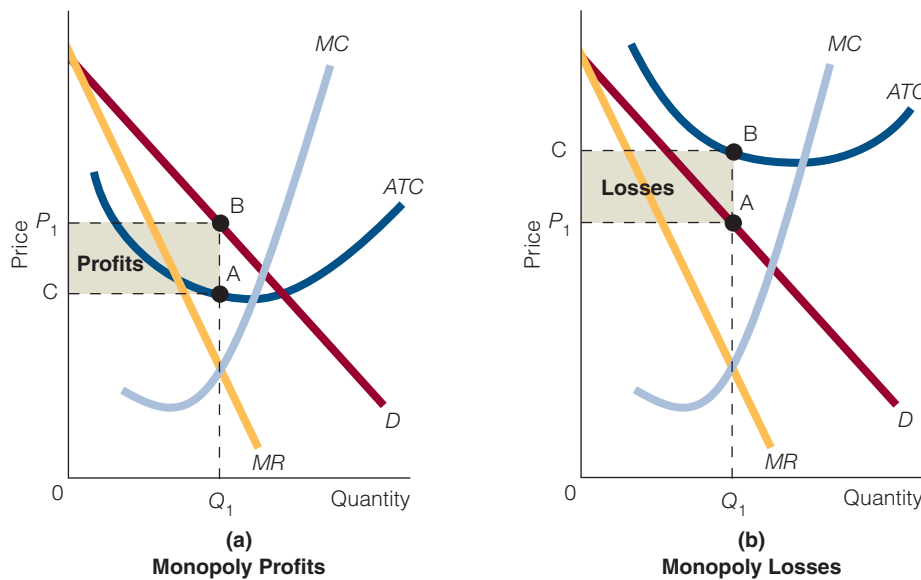 MC
B
ATC
Price
P1
Profits
A
C
D
MR
0
Q1
Quantity
(a)
Monopoly Profits
MC
ATC
B
C
Losses
A
P1
Price
D
MR
0
Q1
Quantity
(b)
Monopoly Losses